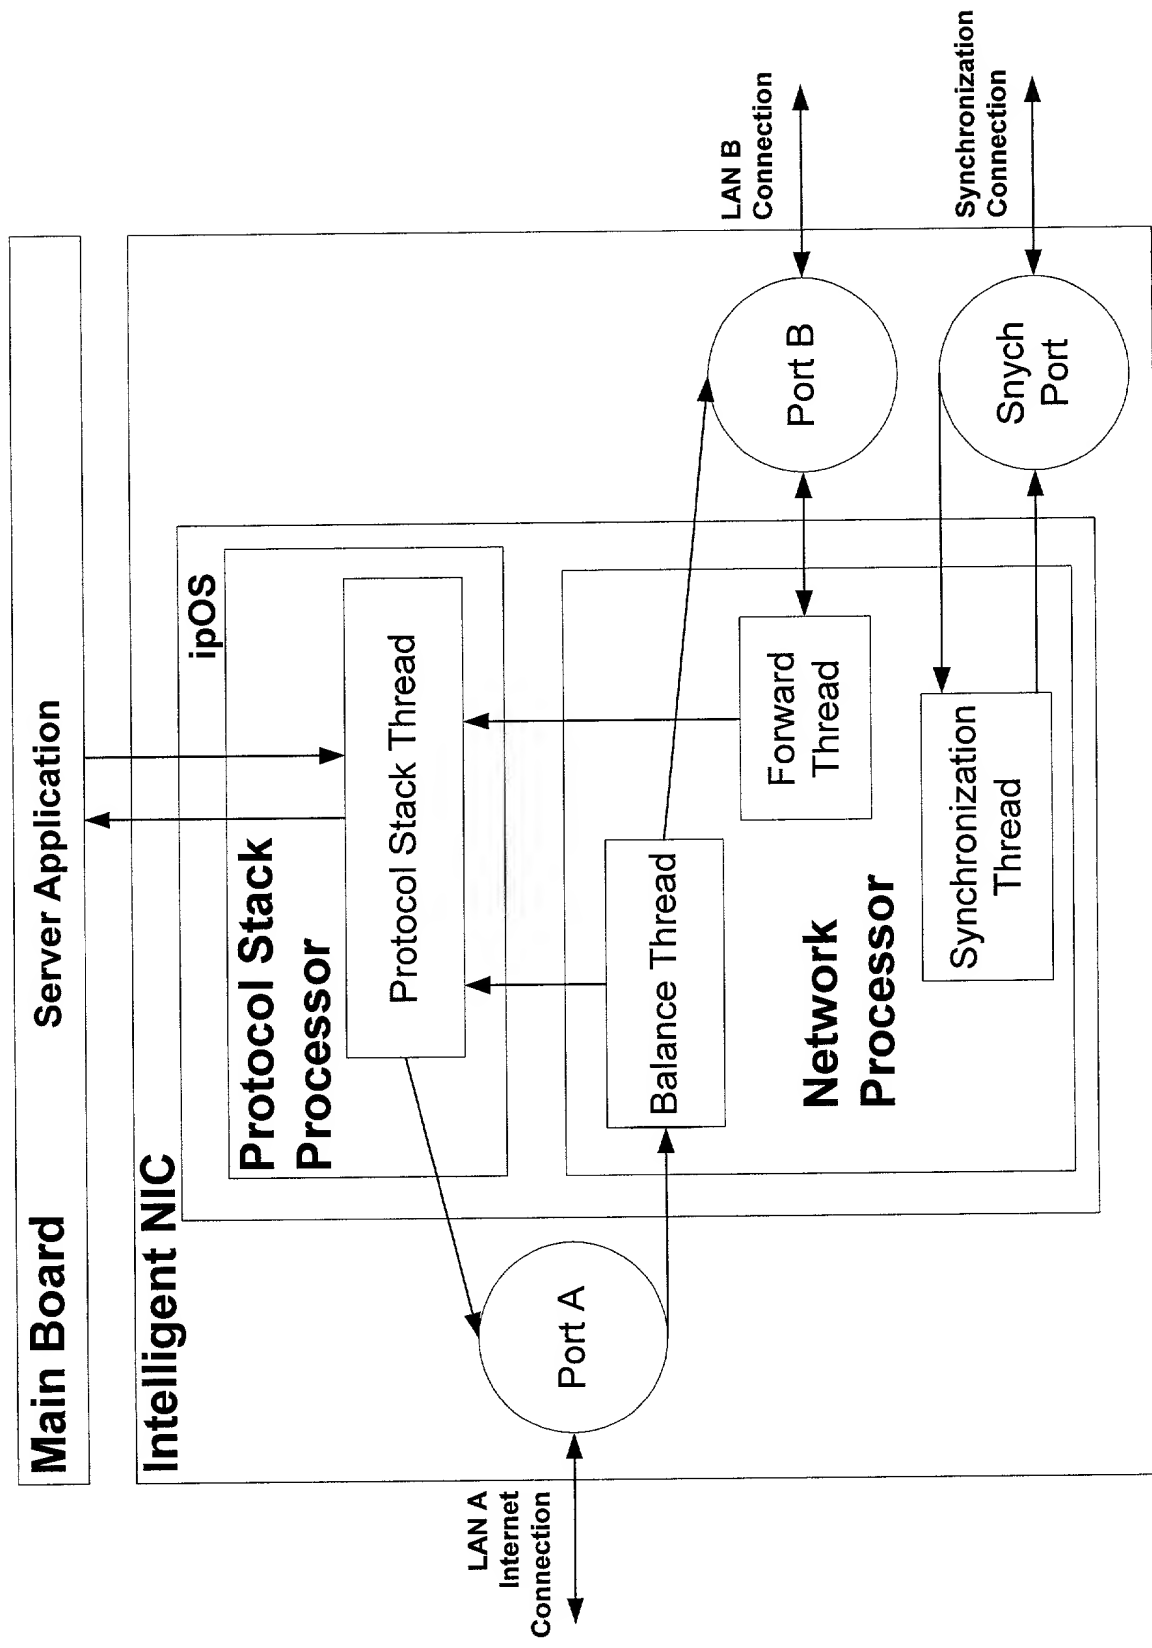 Main Board
Server Application
Intelligent NIC
ipOS
Protocol Stack
Processor
Protocol Stack Thread
LAN A
Internet
Connection
Port A
Balance Thread
Network
Processor
Forward
Thread
Synchronization
Thread
Port B
LAN B
Connection
Snych
Port
Synchronization
Connection